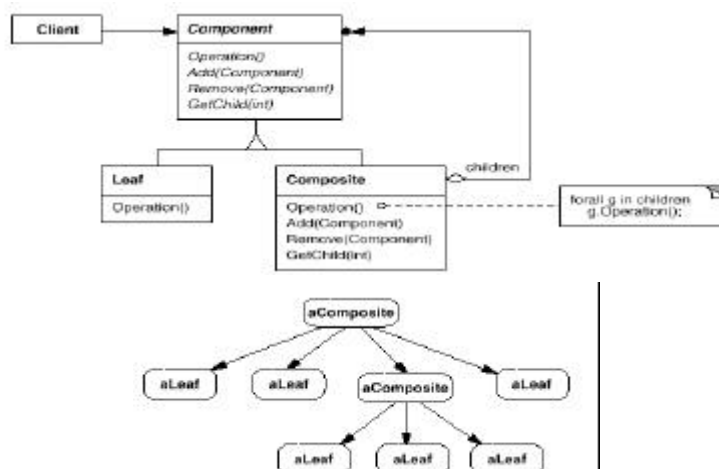 Client
Component
Operation()
Add(Component)
Remove(Component)
GetChild(int)
children
Leaf
Operation()
Composite
Operation()
Add(Component)
Remove(Component)
GetChild(int)
forall g in children
g.Operation();
aComposite
aLeaf
aLeaf
aComposite
aLeaf
aLeaf
aLeaf
aLeaf